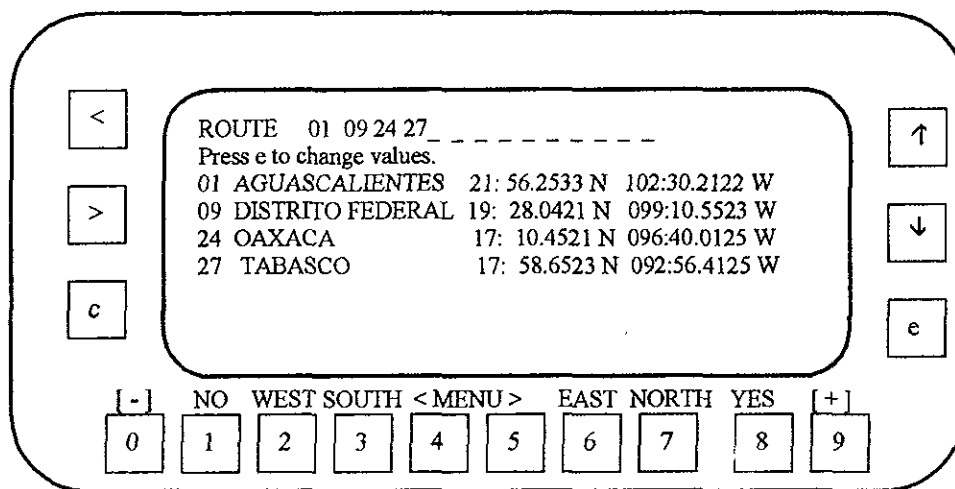 <
>
c
ROUTE 01 09 24 27_ _ _ _ _ _ _ _ _ _ _ _
Press e to change values.
01 AGUASCALIENTES 21: 56.2533 N 102:30.2122 W
09 DISTRITO FEDERAL 19: 28.0421 N 099:10.5523 W
24 OAXACA 17: 10.4521 N 096:40.0125 W
27 TABASCO 17: 58.6523 N 092:56.4125 W
↑
↓
e
[-] NO WEST SOUTH < MENU > EAST NORTH YES [+]
0 1 2 3 4 5 6 7 8 9